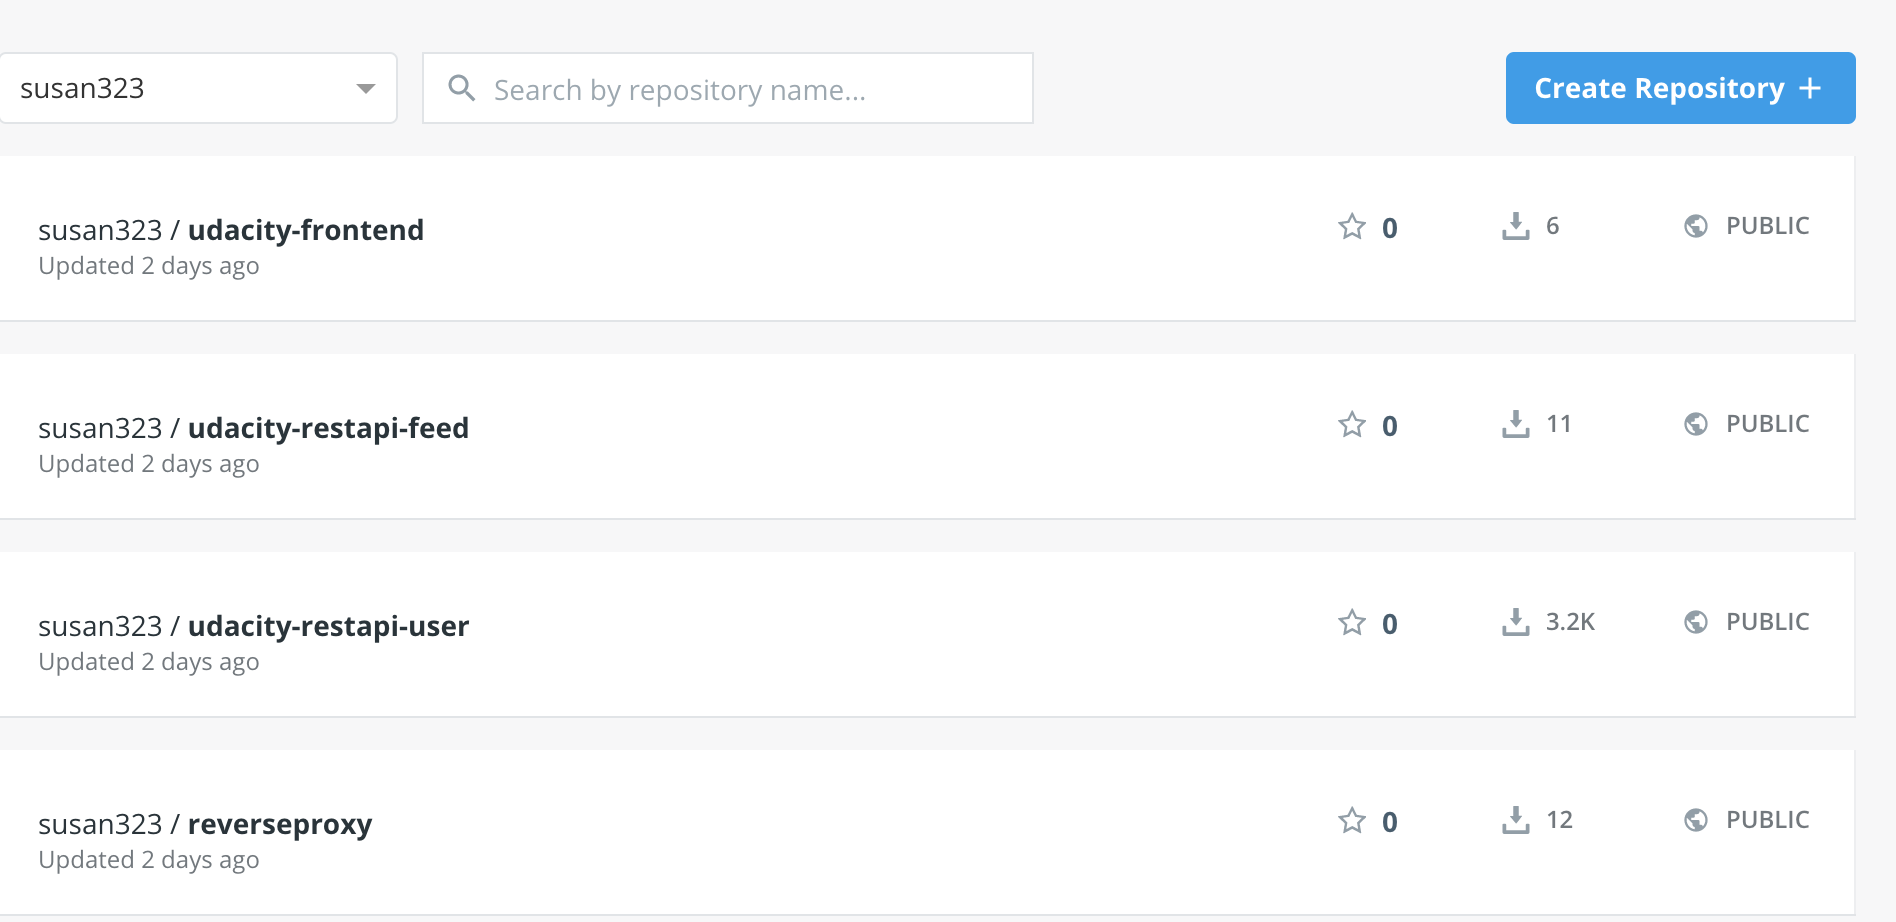 susan323
Search by repository name...
Create Repository +
susan323 / udacity-frontend
0
6
PUBLIC
Updated 2 days ago
susan323 / udacity-restapi-feed
0
11
PUBLIC
Updated 2 days ago
susan323 / udacity-restapi-user
0
3.2K
PUBLIC
Updated 2 days ago
susan323 / reverseproxy
0
12
PUBLIC
Updated 2 days ago